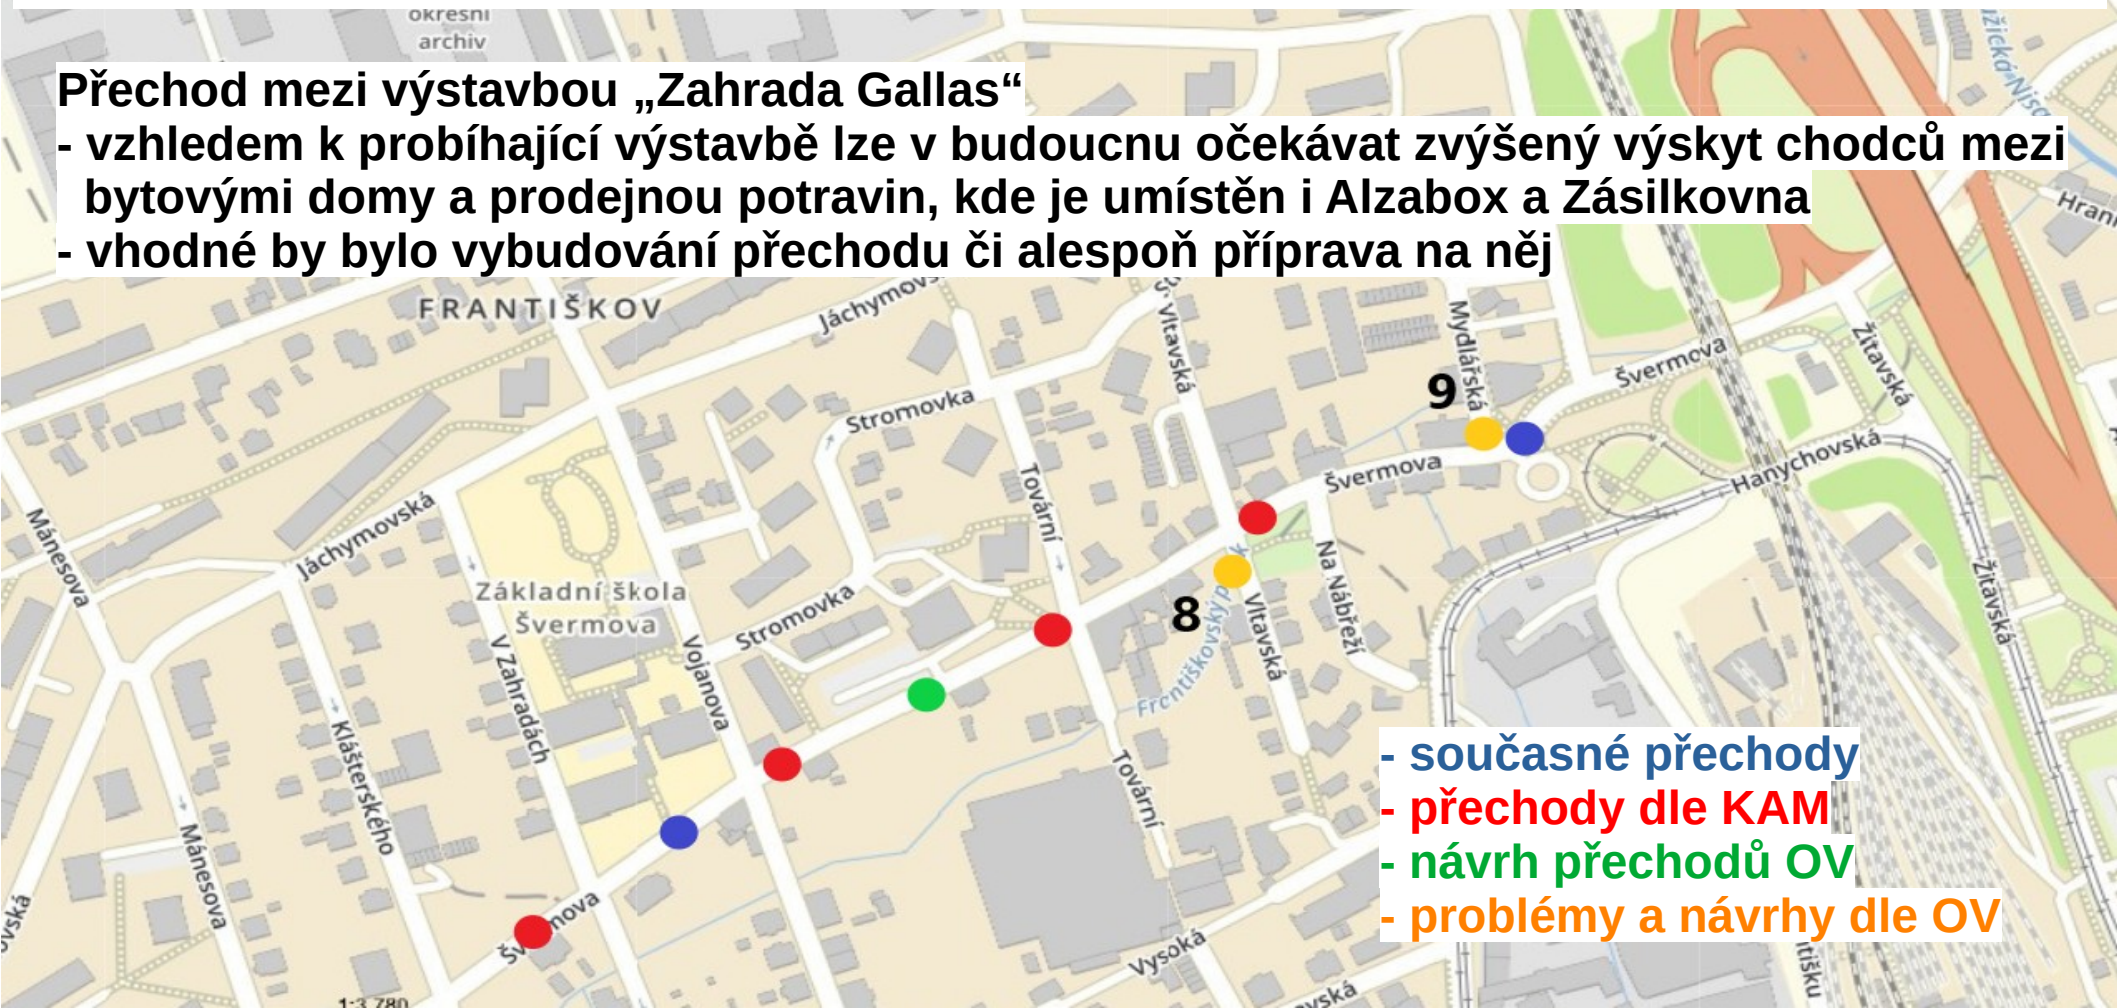 okresní
archiv
Přechod mezi výstavbou „Zahrada Gallas“
- vzhledem k probíhající výstavbě lze v budoucnu očekávat zvýšený výskyt chodců mezi
bytovými domy a prodejnou potravin, kde je umístěn i Alzabox a Zásilkovna
- vhodné by bylo vybudování přechodu či alespoň příprava na něj
FRANTIŠKOV
Vltavská
Mydlářská
9
Švermova
Žitavská
Stromovka
Tovární
Švermova
Hanychovská
Mánesova
Jáchymovská
Základní škola
Švermova
Stromovka
V Zahradách
Vojanova
8
Vltavská
Na Nábřeží
Žitavská
Klášterského
Tovární
Mánesova
- současné přechody
- přechody dle KAM
- návrh přechodů OV
- problémy a návrhy dle OV
Vysoká
1:3 780